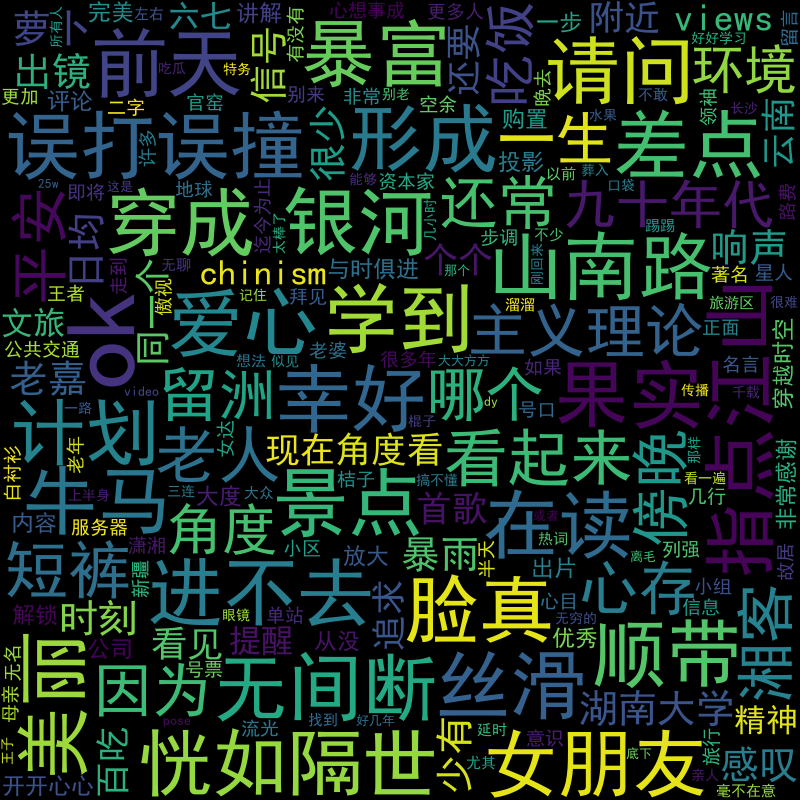 萝卜
完美
左右
六七
讲解
心想事成
更多人
一步
附近
views
好好学习
留言
所有人
前天
信号
有没有
暴富
还要
吃饭
请问
环境
出镜
吃瓜
特务
别来
别老
不敢
领袖
更加
评论
二字
官窑
非常
空余
晚去
购置
水果
长沙
云南
误打误撞
许多
很少
形成
一生
投影
差点
25w
即将
这是
地球
迄今为止
能够
资本家
以前
葬入
口袋
路费
平安
日均
穿成
太棒了
银河
几小时
还常
九十年代
步调
不少
踢踢
走到
无聊
与时俱进
个个
那个
刚回来
山南路
响声
星人
chinism
著名
王者
ok
同一个
傲视
记住
拜见
溜溜
旅游区
很难
文旅
爱心
学到
主义理论
正面
穿越时空
公共交通
想法
似见
老婆
很多年
大大方方
如果
名言
指点江山
老嘉
video
留洲
幸好
哪个
dy
号口
果实
传播
千载
计划
路
女达
棍子
老人
现在角度看
看起来
傍晚
那样
非常感谢
白衬衫
老年
桔子
搞不懂
看一遍
牛马
上半身
三连
大度
大众
景点
首歌
或者
在读
几行
内容
服务器
潇湘
角度
小区
放大
暴雨
半天
热词
离毛
列强
故居
短裤
新疆
进不去
出片
心存
小组
解锁
时刻
眼镜
单站
追求
脸真
心目
无穷的
信息
湘客
公司
看见
提醒
从没
优秀
顺带
母亲
无名
美丽
因为
号票
无间断
丝滑
湖南大学
精神
pose
王子
百吃
流光
找到
好几年
少有
延时
意识
底下
旅行
感叹
开开心心
恍如隔世
尤其
女朋友
亲人
毫不在意